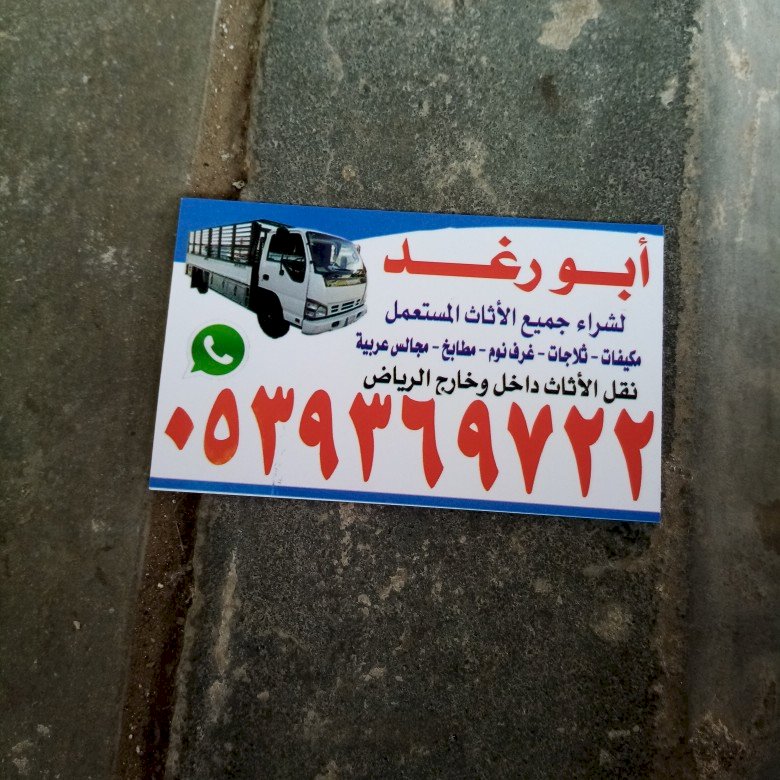 أبو رغد
لشراء جميع الأثاث المستعمل
مكيفات - ثلاجات - غرف نوم - مطابخ - مجالس عربية
نقل الأثاث داخل وخارج الرياض
٠٥٣٩٣٦٩٧٢٢